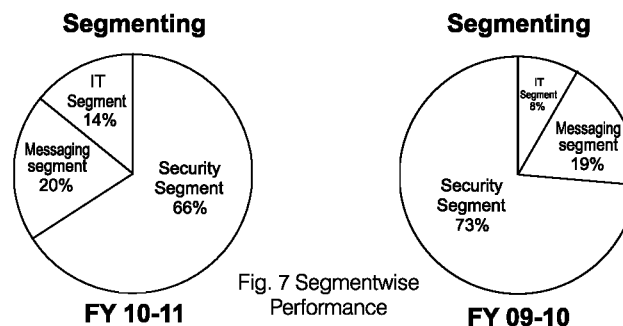 Segmenting
IT
Segment
14%
Messaging
segment
20%
Security
Segment
66%
FY 10-11
Segmenting
IT
Segment
8%
Messaging
segment
19%
Security
Segment
73%
FY 09-10
Fig. 7 Segmentwise
Performance